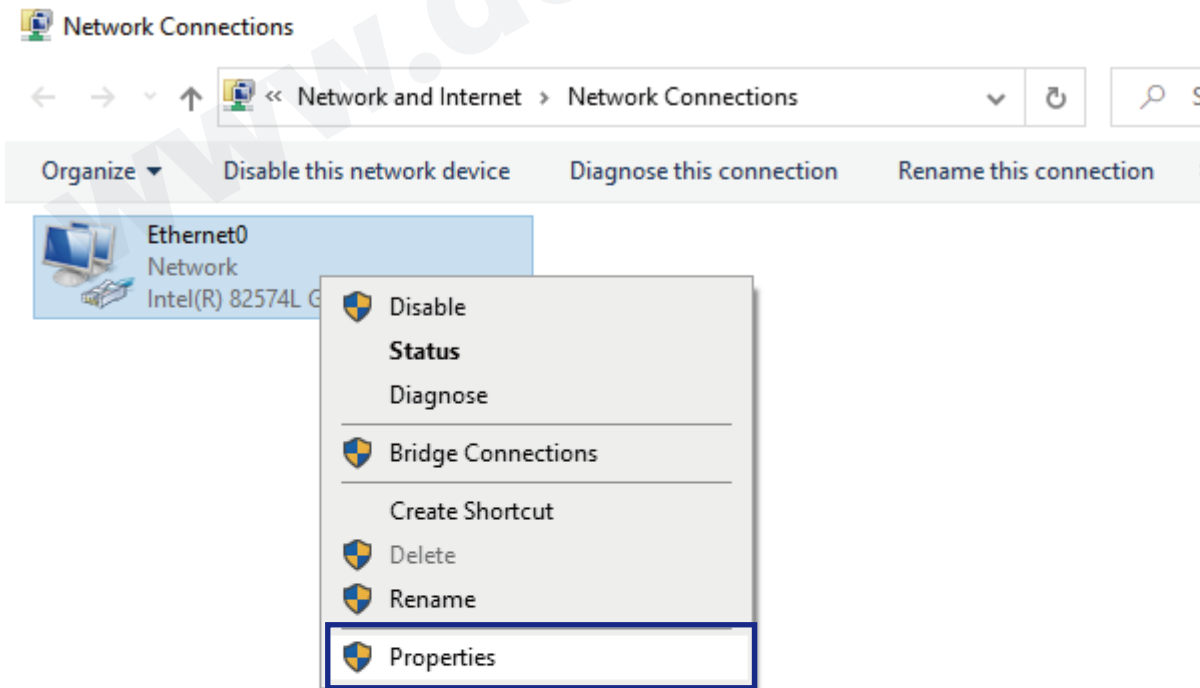 Network Connections
« Network and Internet > Network Connections
Organize Disable this network device Diagnose this connection Rename this connection
Ethernet0
Network
Intel(R) 82574L
Disable
Status
Diagnose
Bridge Connections
Create Shortcut
Delete
Rename
Properties
www.